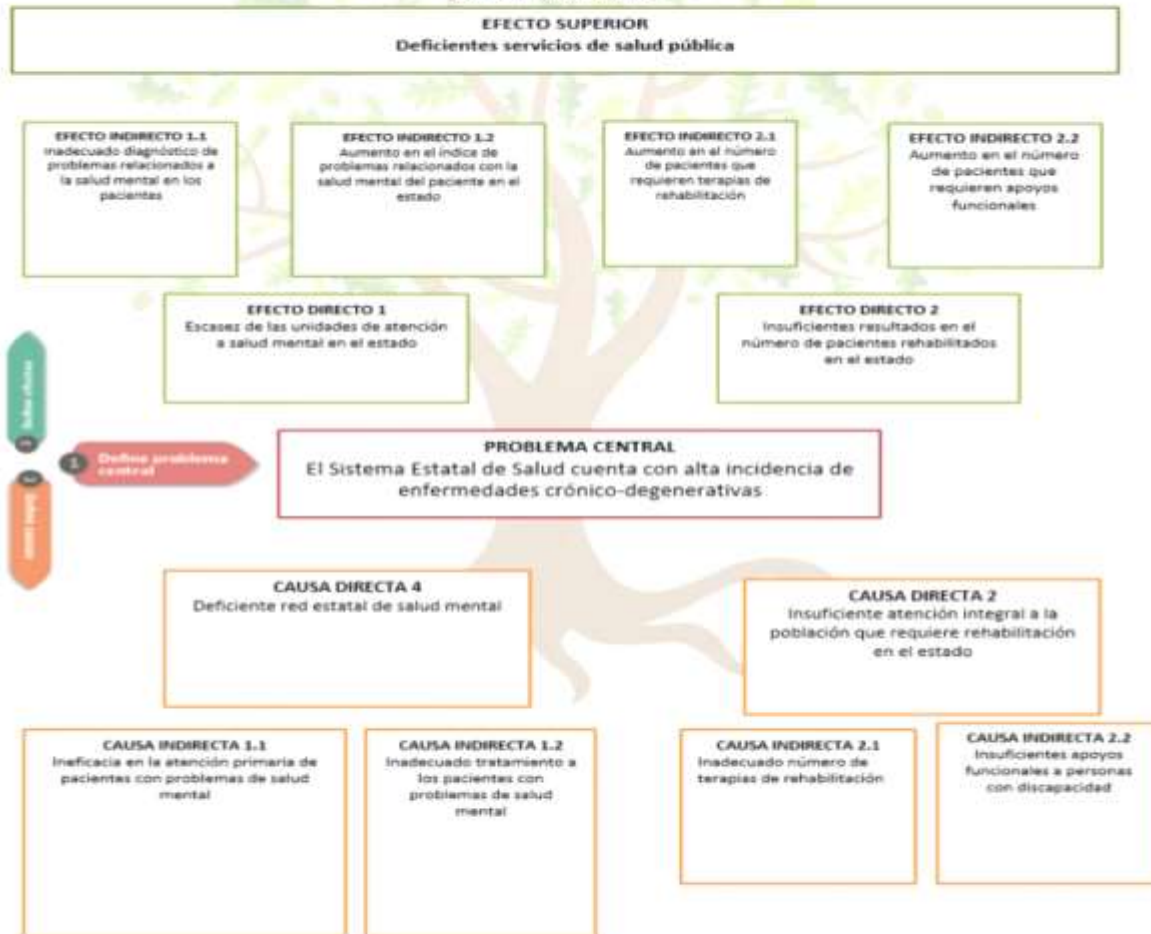 EFECTO SUPERIOR
Deficientes servicios de salud pública
EFECTO INDIRECTO 1.1
Inadecuado diagnóstico de
problemas relacionados a
la salud mental en los
pacientes
EFECTO INDIRECTO 1.2
Aumento en el índice de
problemas relacionados con la
salud mental del paciente en el
estado
EFECTO INDIRECTO 2.1
Aumento en el número
de pacientes que
requieren terapias de
rehabilitación
EFECTO INDIRECTO 2.2
Aumento en el número
de pacientes que
requieren apoyos
funcionales
EFECTO DIRECTO 1
Escases de las unidades de atención
a salud mental en el estado
EFECTO DIRECTO 2
Insuficientes resultados en el
número de pacientes rehabilitados
en el estado
1
Define problema
central
PROBLEMA CENTRAL
El Sistema Estatal de Salud cuenta con alta incidencia de
enfermedades crónico-degenerativas
CAUSA DIRECTA 4
Deficiente red estatal de salud mental
CAUSA DIRECTA 2
Insuficiente atención integral a la
población que requiere rehabilitación
en el estado
CAUSA INDIRECTA 1.1
Ineficacia en la atención primaria de
pacientes con problemas de salud
mental
CAUSA INDIRECTA 1.2
Inadecuado tratamiento a
los pacientes con
problemas de salud
mental
CAUSA INDIRECTA 2.1
Inadecuado número de
terapias de rehabilitación
CAUSA INDIRECTA 2.2
Insuficientes apoyos
funcionales a personas
con discapacidad